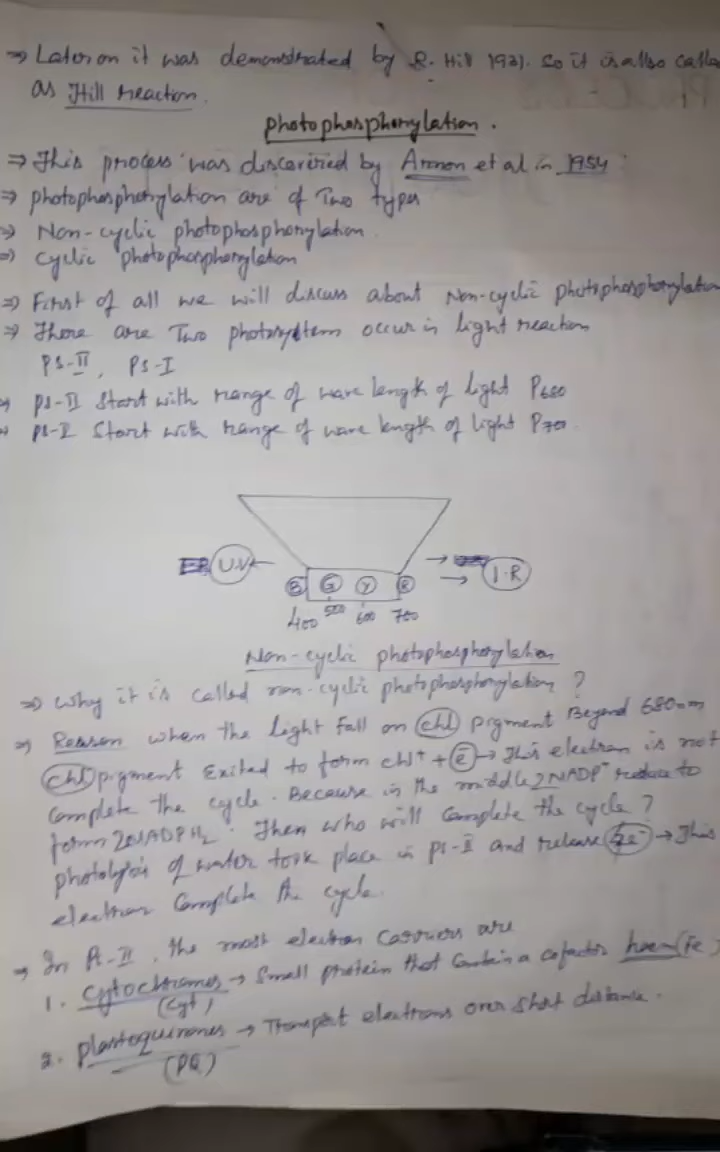 ⇒ Later on it was demonstrated by R. Hill 1931. So it is also calle
as Hill reaction.
photophosphorylation.
⇒ This process was discovered by Arnon et al in 1954
⇒ photophosphorylation are of Two types
⇒ Non-cyclic photophosphorylation.
⇒ cyclic photophosphorylation
⇒ First of all we will discuss about Non-cyclic photophosphorylation
⇒ There are Two photosystem occur in light reaction
PS-II, PS-I
⇒ PS-II Start with range of wave length of light P680
⇒ PS-I Start with range of wave length of light P700.
U.V ← → I.R
B G Y R
400 500 600 700
Non-cyclic photophosphorylation
⇒ Why it is called non-cyclic photophosphorylation ?
⇒ Reason when the light fall on chl pigment Beyond 680nm
chl pigment Exited to form chl⁺ + e⁻ → This electron is not
complete the cycle. Because in the middle 2NADP⁺ reduce to
form 2NADPH₂. Then who will complete the cycle ?
photolysis of water took place in PS-II and release 2e⁻ → This
electron Complete the cycle.
⇒ In PS-II, The most electron carriers are
1. Cytochromes → Small protein that contain a cofactor haem (Fe)
(Cyt)
2. plastoquinones → Transport electrons over short distance.
(PQ)